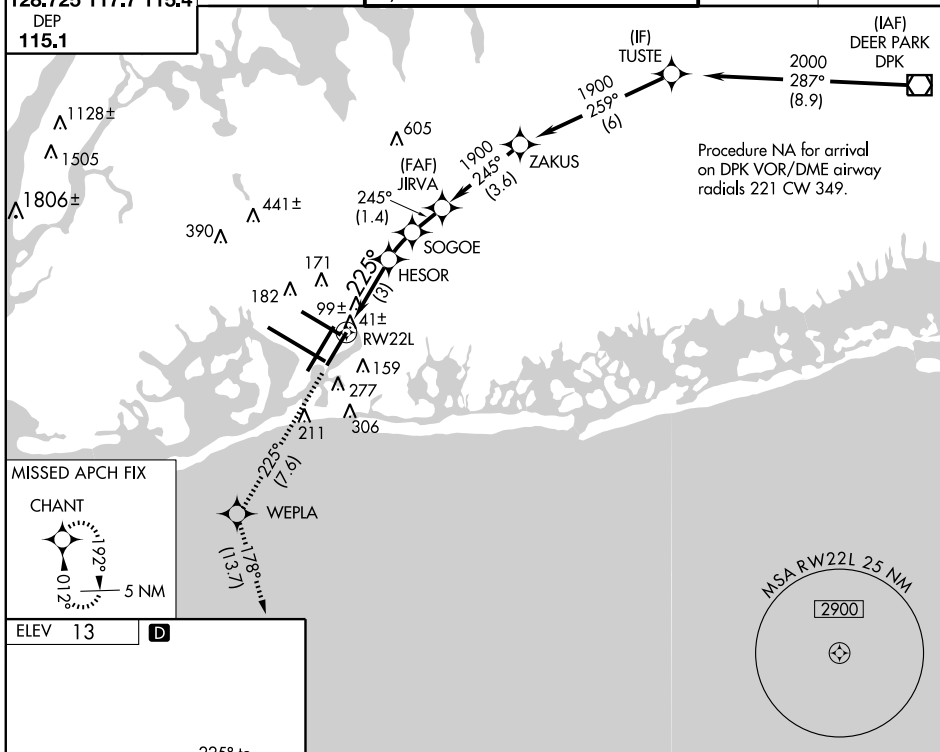 128.725 117.7 115.4
DEP
115.1
(IAF)
DEER PARK
DPK
(IF)
TUSTE
2000
287°
(8.9)
1900
259°
(6)
1128±
1505
1806±
605
ZAKUS
1900
245°
(3.6)
(FAF)
JIRVA
245°
(1.4)
Procedure NA for arrival
on DPK VOR/DME airway
radials 221 CW 349.
441±
390
SOGOE
HESOR
171
182
225°
(3)
99±
41±
RW22L
159
277
211
306
225°
(7.6)
MISSED APCH FIX
CHANT
192°
012°
5 NM
WEPLA
178°
(13.7)
MSA RW22L 25 NM
2900
ELEV 13
D